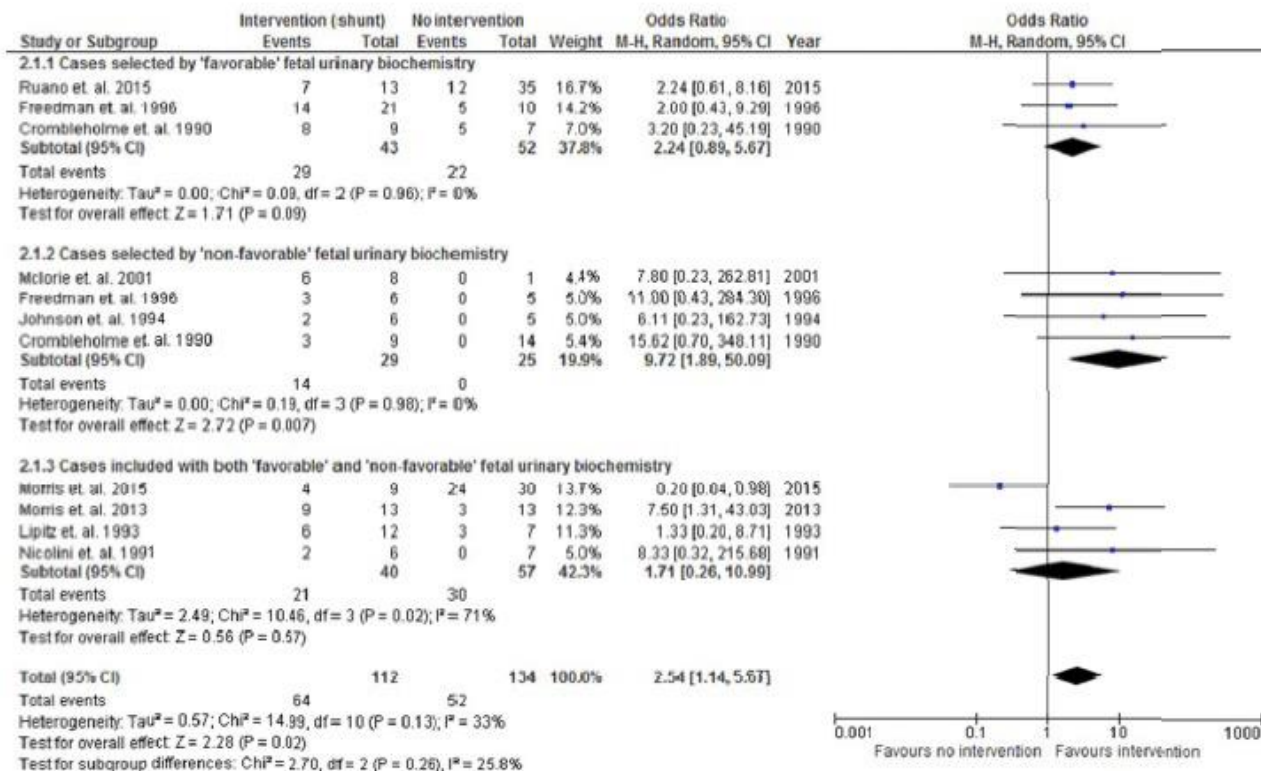 Intervention (shunt) No intervention Odds Ratio Odds Ratio
Study or Subgroup Events Total Events Total Weight M-H, Random, 95% CI Year M-H, Random, 95% CI
2.1.1 Cases selected by 'favorable' fetal urinary biochemistry
Ruano et. al. 2015 7 13 12 35 16.7% 2.24 [0.61, 8.16] 2015
Freedman et. al. 1996 14 21 5 10 14.2% 2.00 [0.43, 9.29] 1996
Crombleholme et. al. 1990 8 9 5 7 7.0% 3.20 [0.23, 45.19] 1990
Subtotal (95% CI) 43 52 37.8% 2.24 [0.89, 5.67]
Total events 29 22
Heterogeneity: Tau² = 0.00; Chi² = 0.09, df = 2 (P = 0.96); I² = 0%
Test for overall effect: Z = 1.71 (P = 0.09)
2.1.2 Cases selected by 'non-favorable' fetal urinary biochemistry
McIorie et. al. 2001 6 8 0 1 4.4% 7.80 [0.23, 262.81] 2001
Freedman et. al. 1996 3 6 0 5 5.0% 11.00 [0.43, 284.30] 1996
Johnson et. al. 1994 2 6 0 5 5.0% 6.11 [0.23, 162.73] 1994
Crombleholme et. al. 1990 3 9 0 14 5.4% 15.62 [0.70, 348.11] 1990
Subtotal (95% CI) 29 25 19.9% 9.72 [1.89, 50.09]
Total events 14 0
Heterogeneity: Tau² = 0.00; Chi² = 0.19, df = 3 (P = 0.98); I² = 0%
Test for overall effect: Z = 2.72 (P = 0.007)
2.1.3 Cases included with both 'favorable' and 'non-favorable' fetal urinary biochemistry
Morris et. al. 2015 4 9 24 30 13.7% 0.20 [0.04, 0.98] 2015
Morris et. al. 2013 9 13 3 13 12.3% 7.50 [1.31, 43.03] 2013
Lipitz et. al. 1993 6 12 3 7 11.3% 1.33 [0.20, 8.71] 1993
Nicolini et. al. 1991 2 6 0 7 5.0% 8.33 [0.32, 215.68] 1991
Subtotal (95% CI) 40 57 42.3% 1.71 [0.26, 10.99]
Total events 21 30
Heterogeneity: Tau² = 2.49; Chi² = 10.46, df = 3 (P = 0.02); I² = 71%
Test for overall effect: Z = 0.56 (P = 0.57)
Total (95% CI) 112 134 100.0% 2.54 [1.14, 5.67]
Total events 64 52
Heterogeneity: Tau² = 0.57; Chi² = 14.99, df = 10 (P = 0.13); I² = 33%
Test for overall effect: Z = 2.28 (P = 0.02)
Test for subgroup differences: Chi² = 2.70, df = 2 (P = 0.26), I² = 25.8%
0.001 0.1 1 10 1000
Favours no intervention Favours intervention